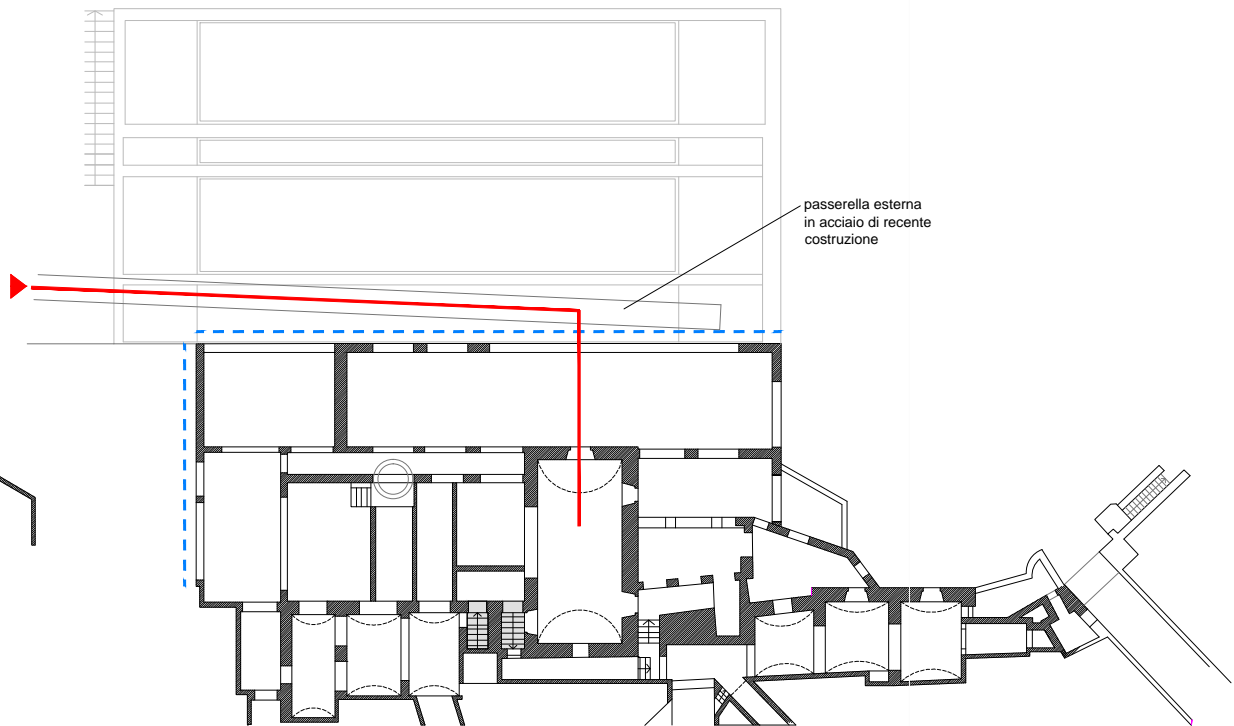 passerella esterna
in acciaio di recente
costruzione